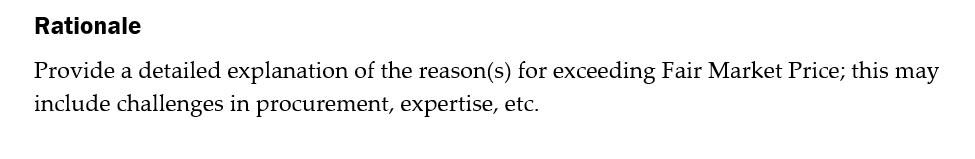 Rationale
Provide a detailed explanation of the reason(s) for exceeding Fair Market Price; this may
include challenges in procurement, expertise, etc.